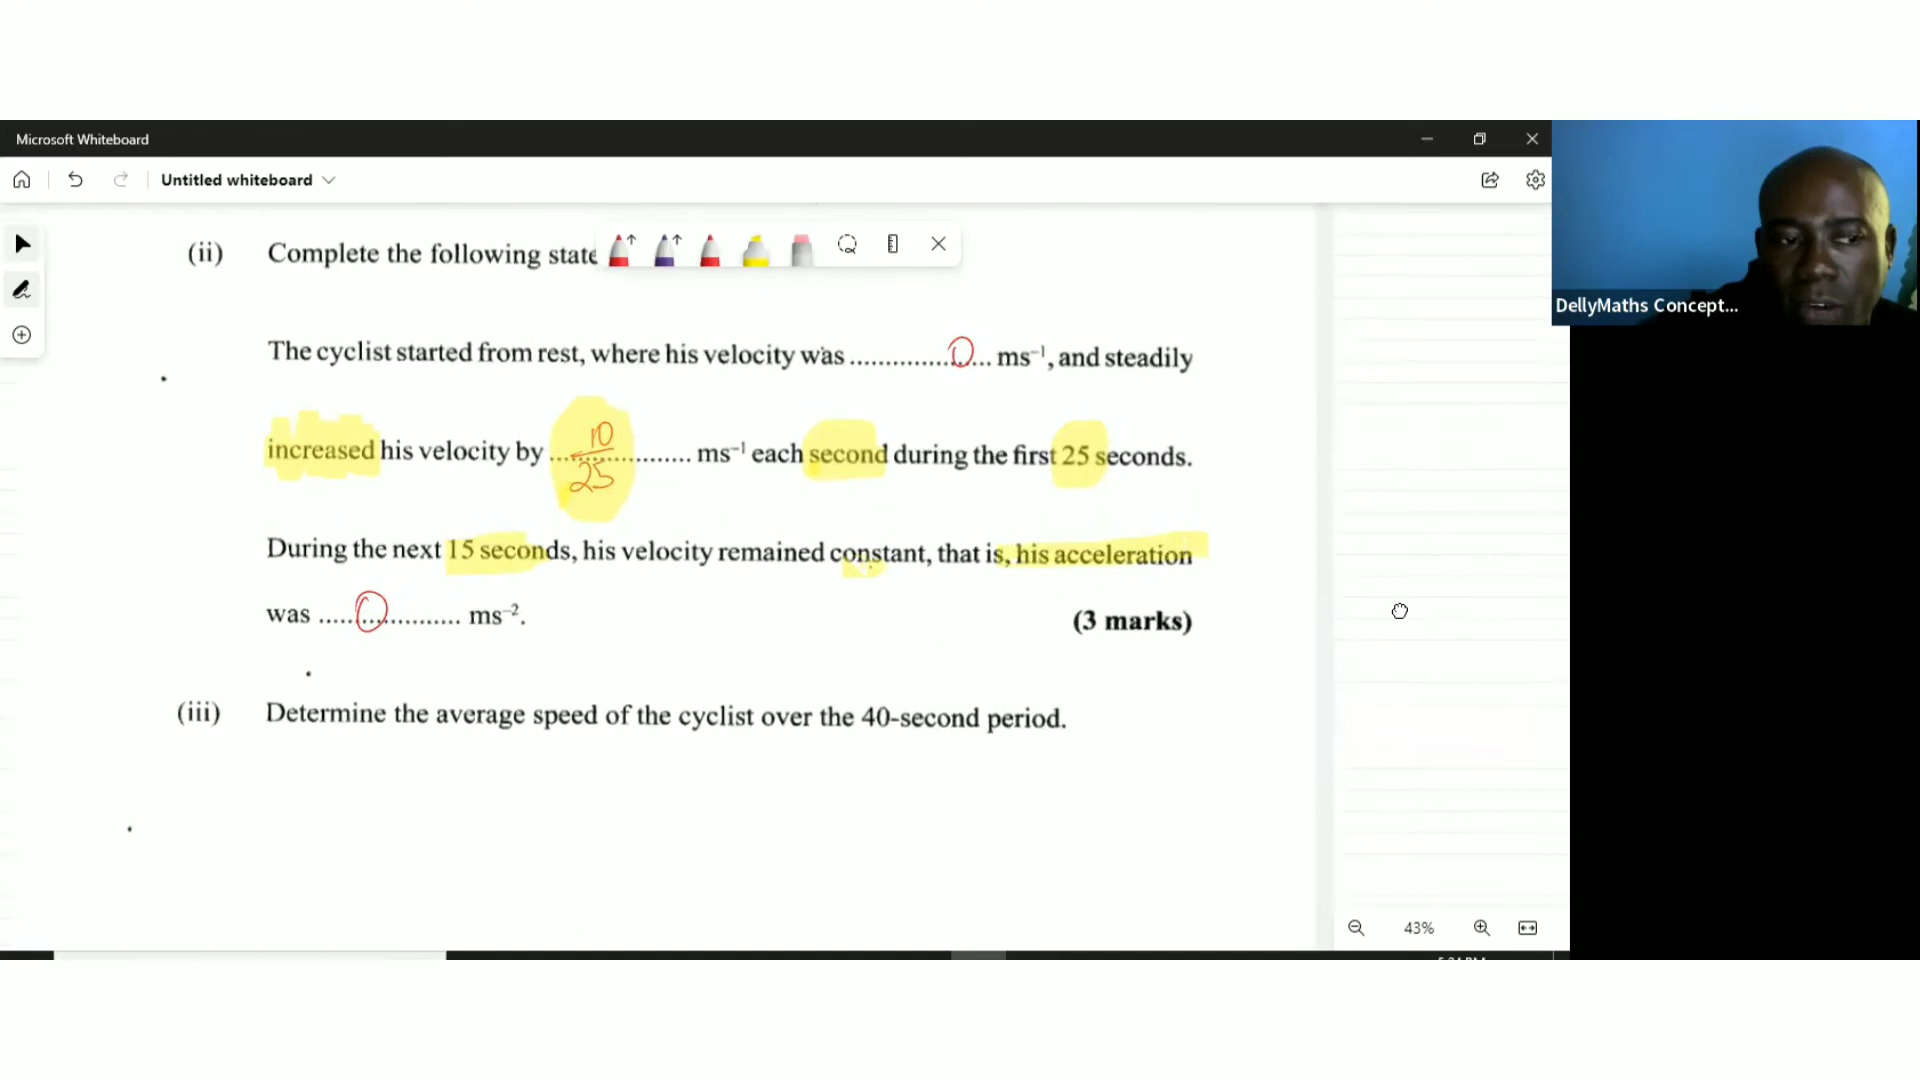 Microsoft Whiteboard
Untitled whiteboard
DellyMaths Concept...
(ii) Complete the following state
The cyclist started from rest, where his velocity was ....................0... ms⁻¹, and steadily
increased his velocity by ...10/25............ ms⁻¹ each second during the first 25 seconds.
During the next 15 seconds, his velocity remained constant, that is, his acceleration
was .....0............ ms⁻².
(3 marks)
(iii) Determine the average speed of the cyclist over the 40-second period.
43%